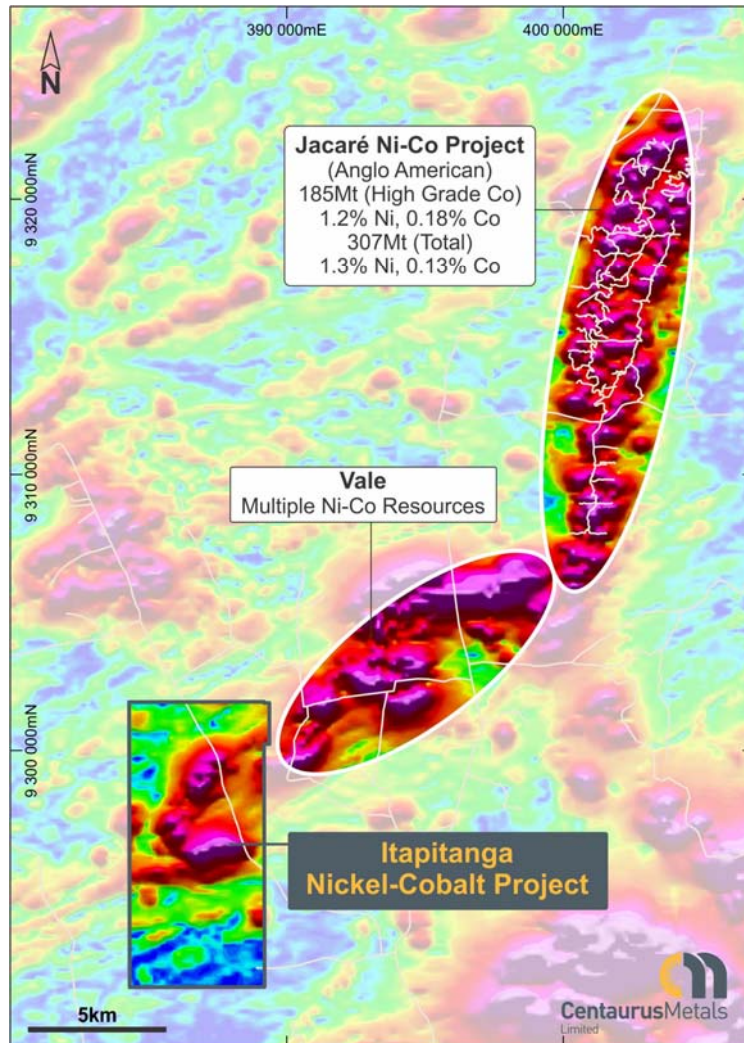 390 000mE
400 000mE
N
9 320 000mN
Jacaré Ni-Co Project
(Anglo American)
185Mt (High Grade Co)
1.2% Ni, 0.18% Co
307Mt (Total)
1.3% Ni, 0.13% Co
9 310 000mN
Vale
Multiple Ni-Co Resources
9 300 000mN
Itapitanga
Nickel-Cobalt Project
5km
CentaurusMetals
Limited